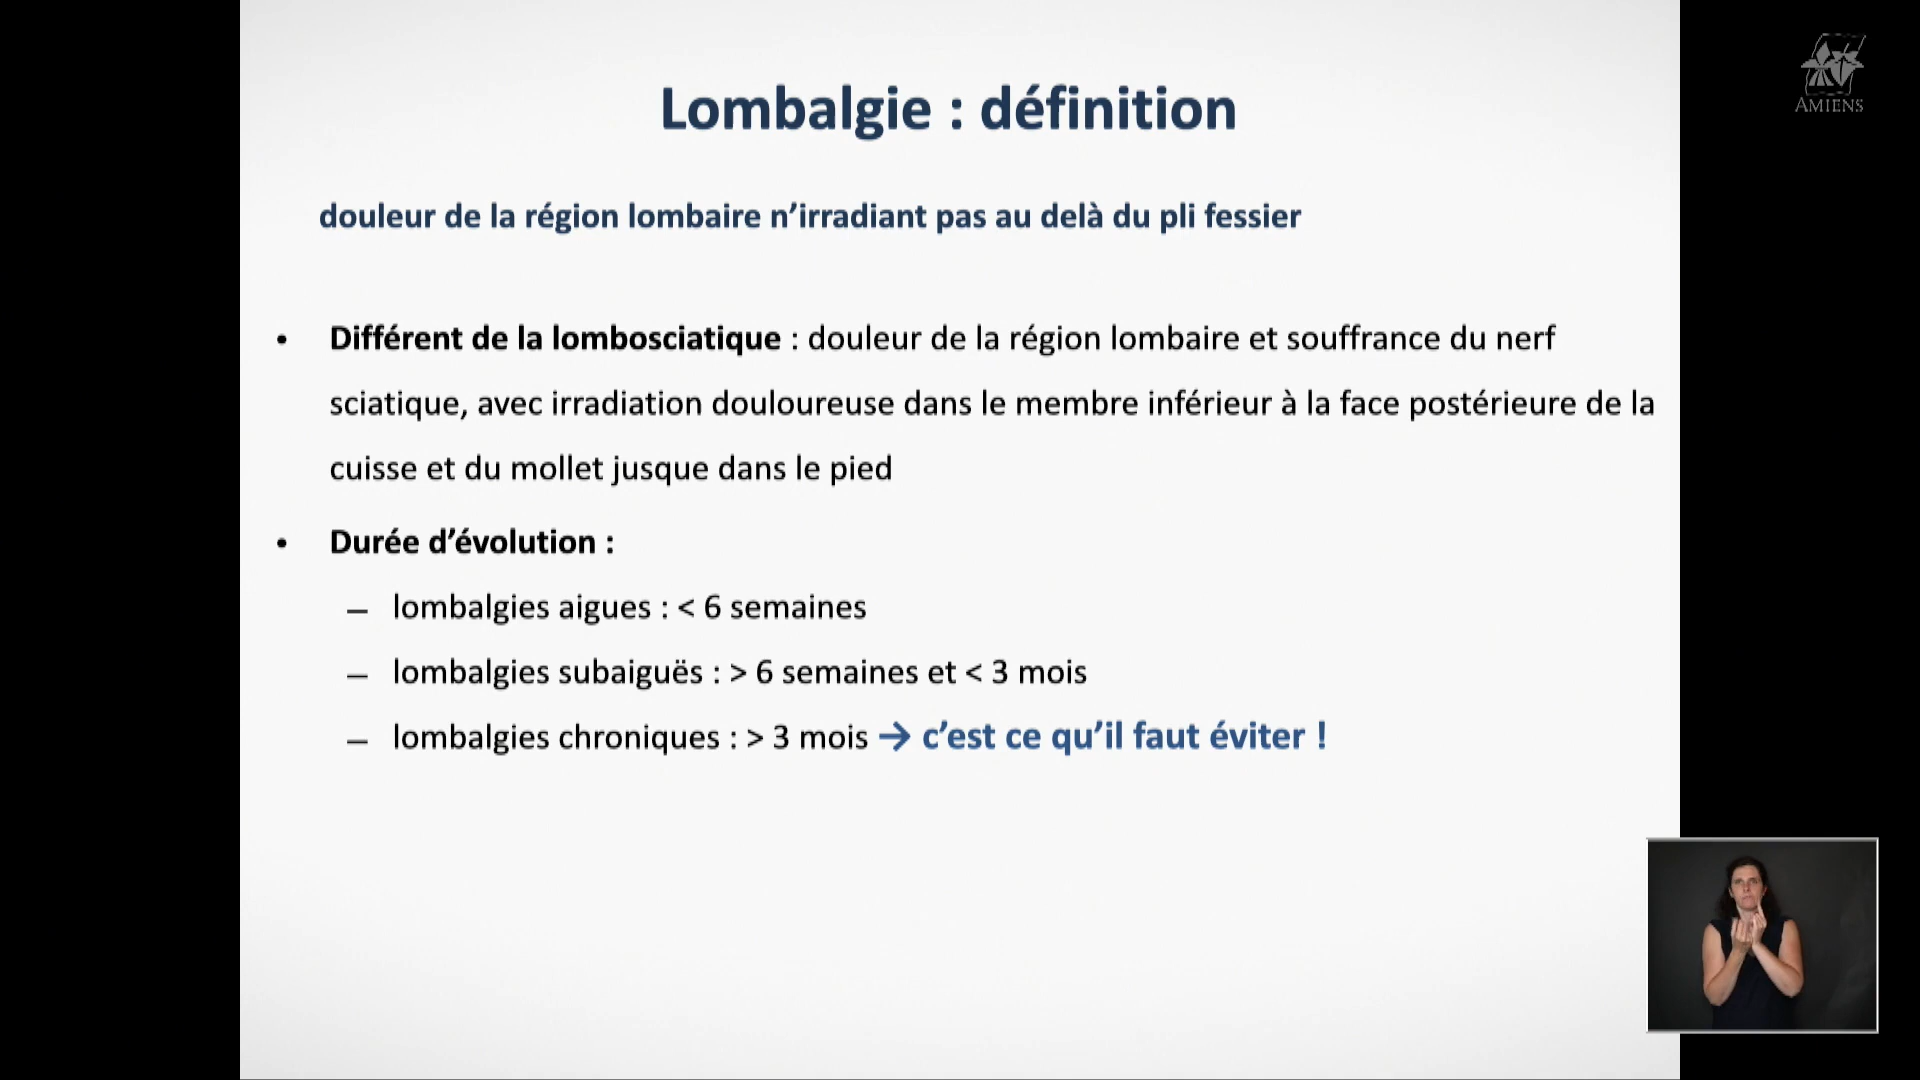 AMIENS
Lombalgie : définition
douleur de la région lombaire n’irradiant pas au delà du pli fessier
• Différent de la lombosciatique : douleur de la région lombaire et souffrance du nerf
sciatique, avec irradiation douloureuse dans le membre inférieur à la face postérieure de la
cuisse et du mollet jusque dans le pied
• Durée d’évolution :
– lombalgies aigues : < 6 semaines
– lombalgies subaiguës : > 6 semaines et < 3 mois
– lombalgies chroniques : > 3 mois → c’est ce qu’il faut éviter !